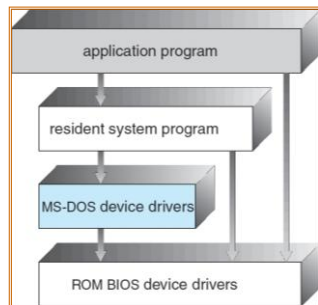 application program
resident system program
MS-DOS device drivers
ROM BIOS device drivers